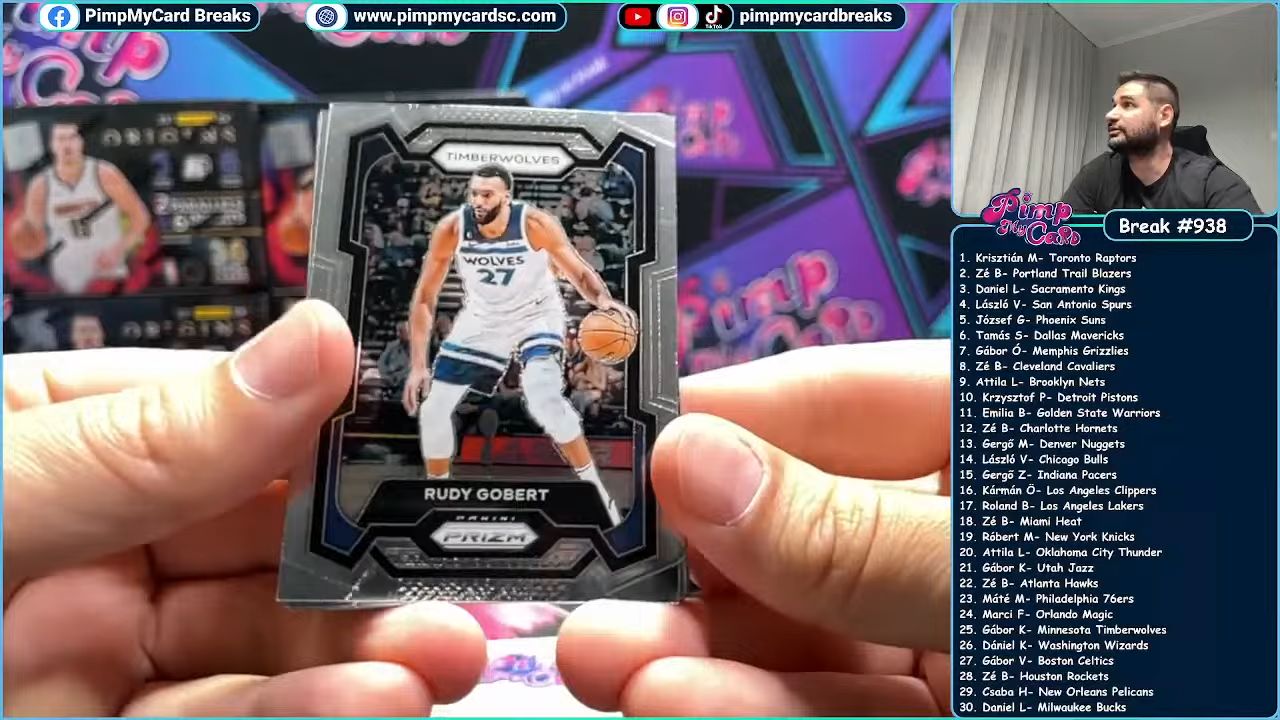 PimpMyCard Breaks
www.pimpmycardsc.com
pimpmycardbreaks
TikTok
ORIGINS
TIMBERWOLVES
WOLVES
27
RUDY GOBERT
PANINI
PRIZM
Pimp
My Card
Break #938
1. Krisztián M- Toronto Raptors
2. Zé B- Portland Trail Blazers
3. Daniel L- Sacramento Kings
4. László V- San Antonio Spurs
5. József G- Phoenix Suns
6. Tamás S- Dallas Mavericks
7. Gábor Ó- Memphis Grizzlies
8. Zé B- Cleveland Cavaliers
9. Attila L- Brooklyn Nets
10. Krzysztof P- Detroit Pistons
11. Emilia B- Golden State Warriors
12. Zé B- Charlotte Hornets
13. Gergő M- Denver Nuggets
14. László V- Chicago Bulls
15. Gergő Z- Indiana Pacers
16. Kármán Ö- Los Angeles Clippers
17. Roland B- Los Angeles Lakers
18. Zé B- Miami Heat
19. Róbert M- New York Knicks
20. Attila L- Oklahoma City Thunder
21. Gábor K- Utah Jazz
22. Zé B- Atlanta Hawks
23. Máté M- Philadelphia 76ers
24. Marci F- Orlando Magic
25. Gábor K- Minnesota Timberwolves
26. Dániel K- Washington Wizards
27. Gábor V- Boston Celtics
28. Zé B- Houston Rockets
29. Csaba H- New Orleans Pelicans
30. Daniel L- Milwaukee Bucks